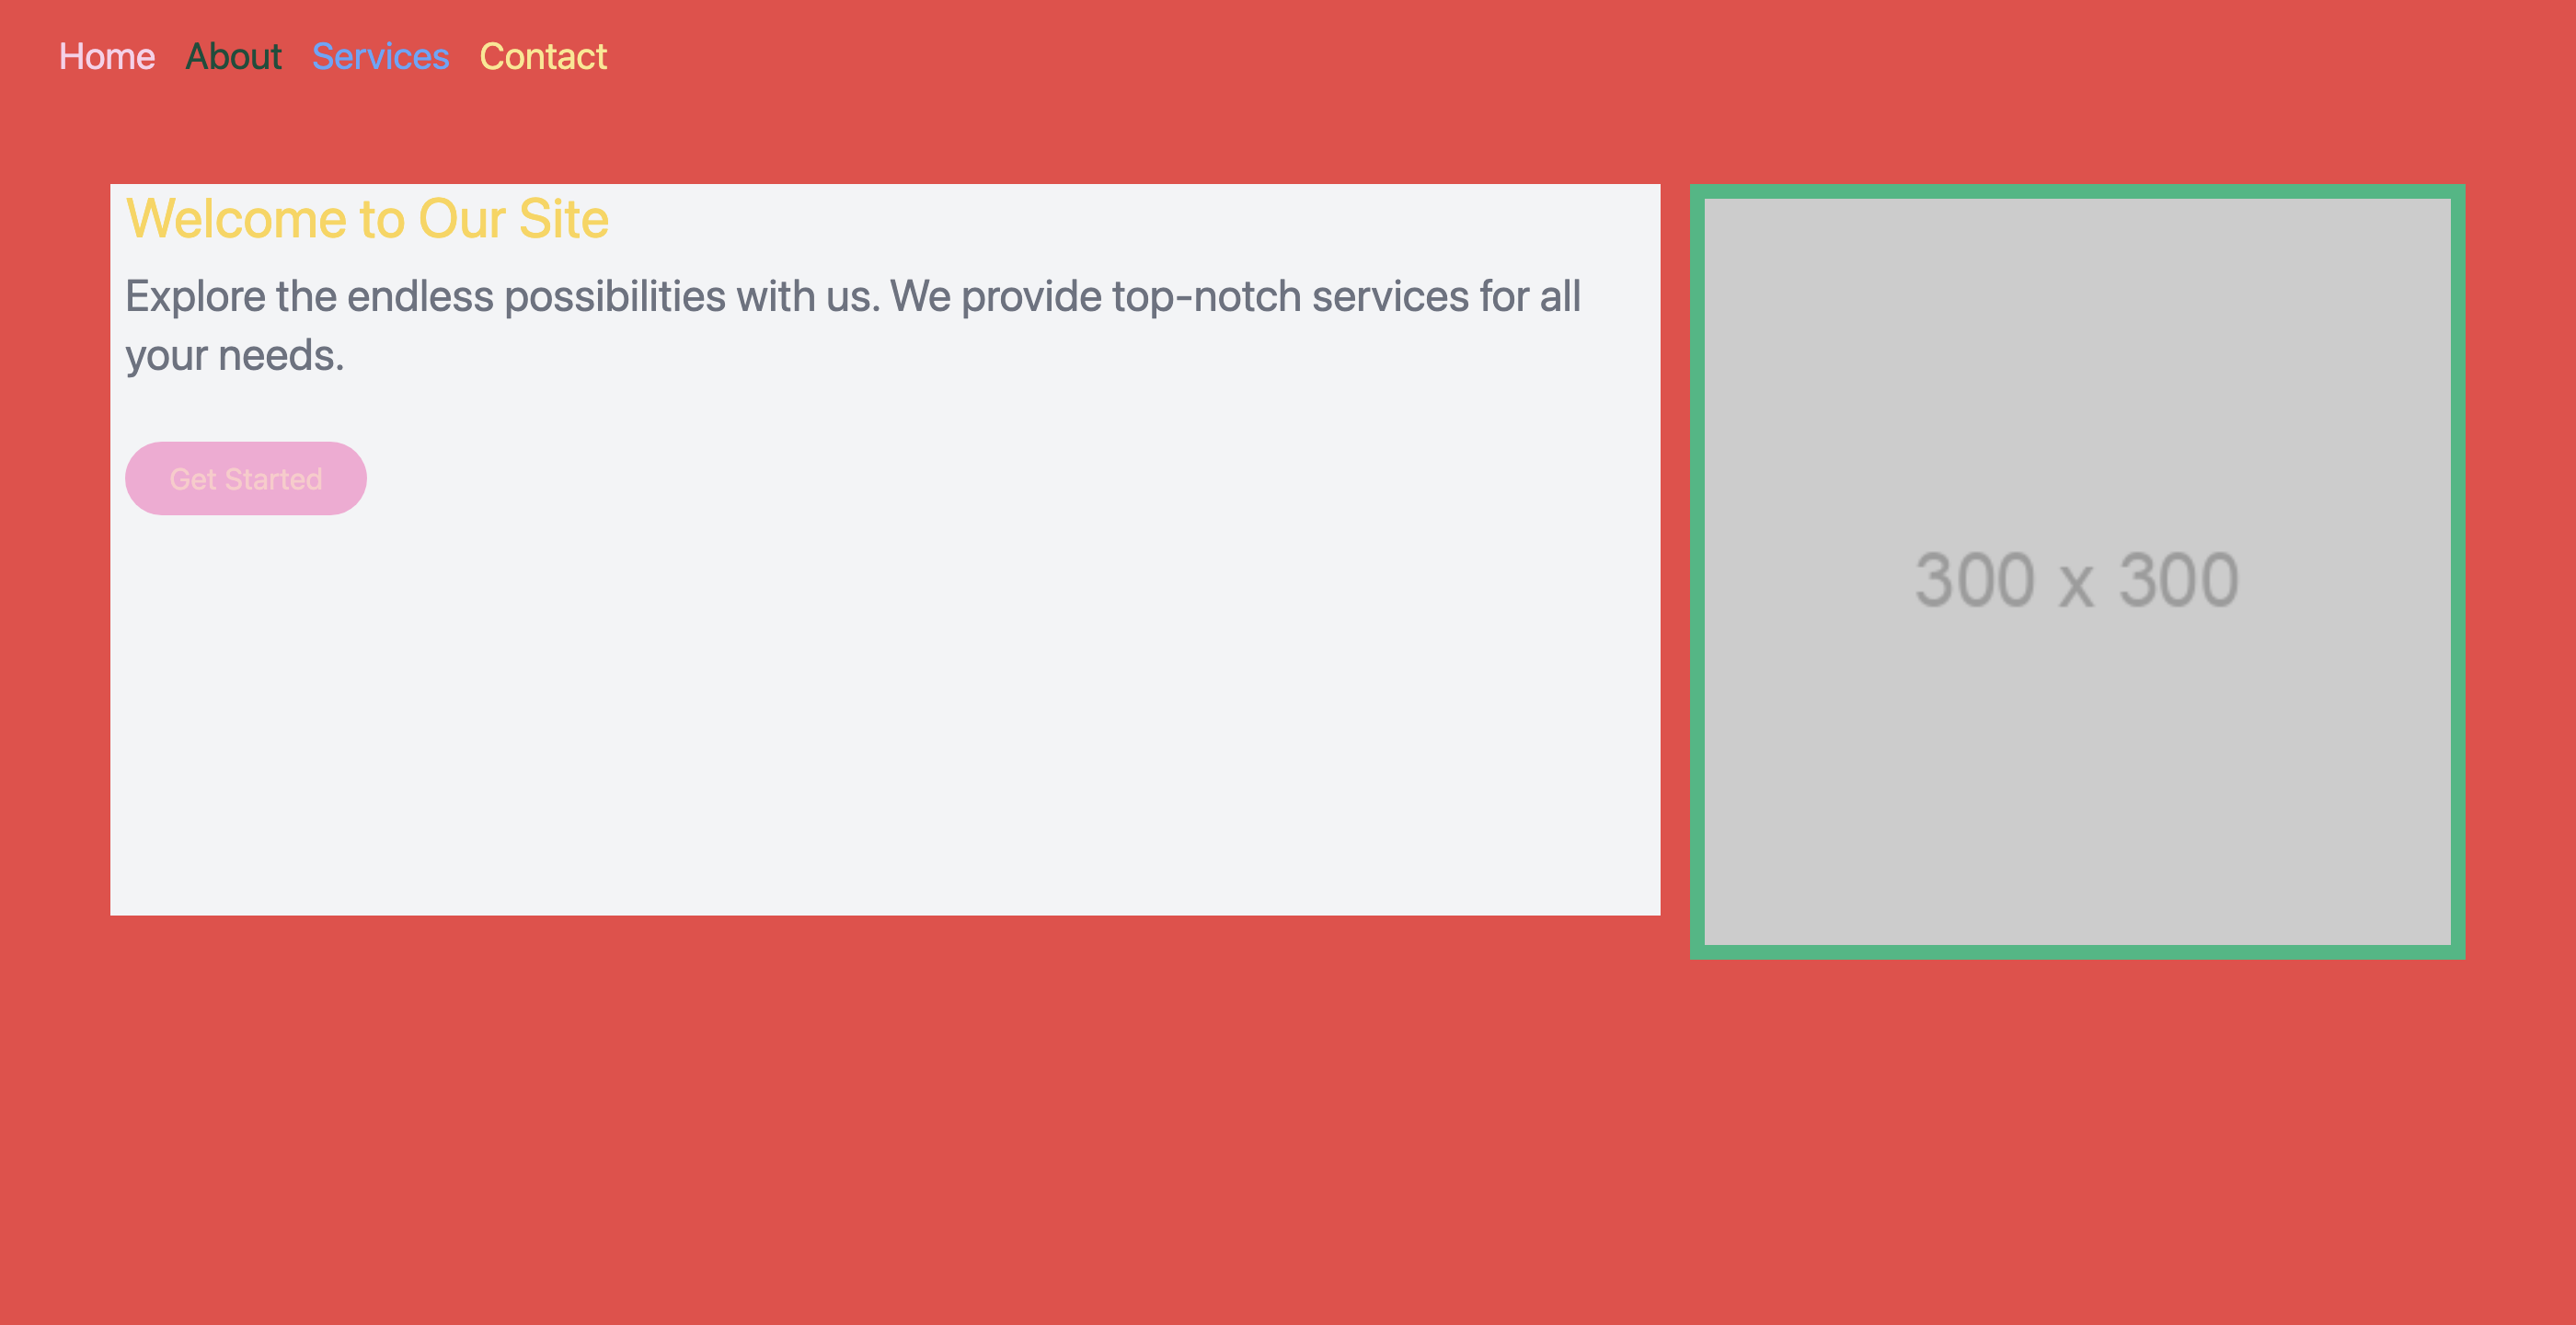 Home About Services Contact
Welcome to Our Site
Explore the endless possibilities with us. We provide top-notch services for all
your needs.
Get Started
300 x 300